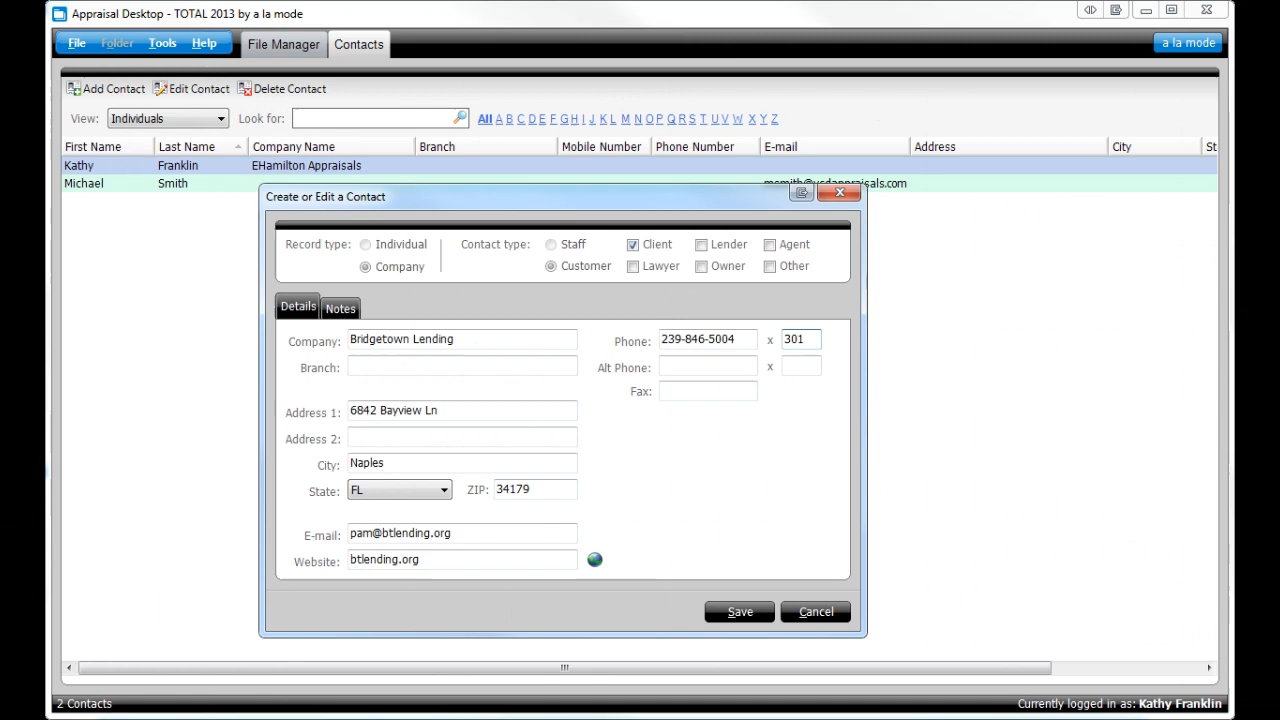 Appraisal Desktop - TOTAL 2013 by a la mode
File Folder Tools Help File Manager Contacts a la mode
Add Contact Edit Contact Delete Contact
View: Individuals Look for: All A B C D E F G H I J K L M N O P Q R S T U V W X Y Z
First Name Last Name Company Name Branch Mobile Number Phone Number E-mail Address City St
Kathy Franklin EHamilton Appraisals
Michael Smith msmith@vsdappraisals.com
Create or Edit a Contact
Record type: Individual Contact type: Staff Client Lender Agent
Company Customer Lawyer Owner Other
Details Notes
Company: Bridgetown Lending Phone: 239-846-5004 x 301
Branch: Alt Phone: x
Fax:
Address 1: 6842 Bayview Ln
Address 2:
City: Naples
State: FL ZIP: 34179
E-mail: pam@btlending.org
Website: btlending.org
Save Cancel
2 Contacts Currently logged in as: Kathy Franklin